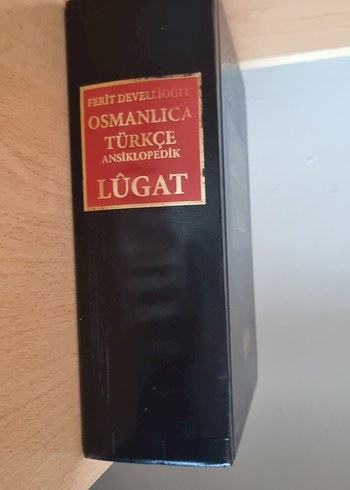 FERİT DEVELLİOĞLU
OSMANLICA
TÜRKÇE
ANSİKLOPEDİK
LÛGAT